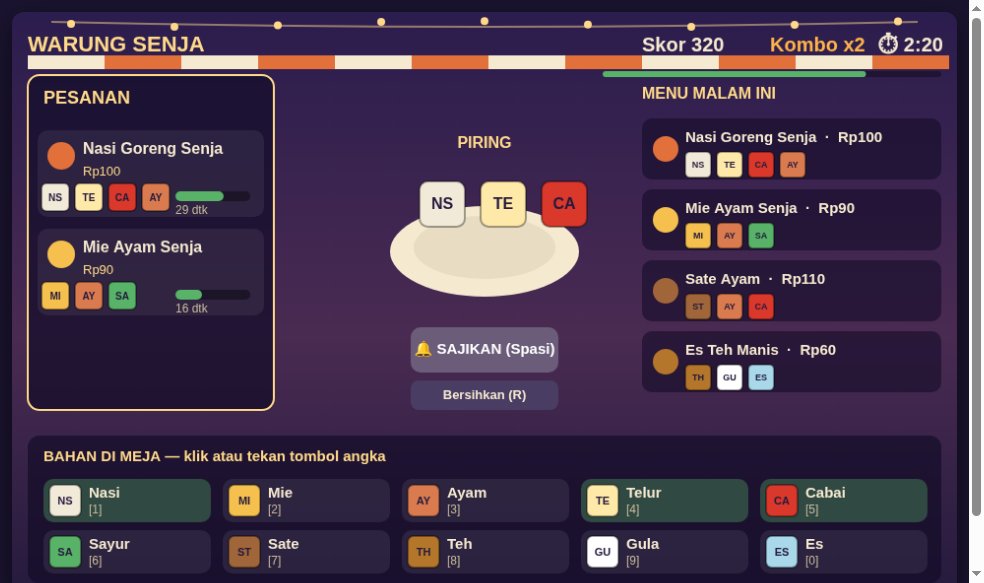 WARUNG SENJA
Skor 320 Kombo x2 ⏱ 2:20
PESANAN
Nasi Goreng Senja
Rp100
NS TE CA AY
29 dtk
Mie Ayam Senja
Rp90
MI AY SA
16 dtk
PIRING
NS TE CA
🔔 SAJIKAN (Spasi)
Bersihkan (R)
MENU MALAM INI
Nasi Goreng Senja · Rp100
NS TE CA AY
Mie Ayam Senja · Rp90
MI AY SA
Sate Ayam · Rp110
ST AY CA
Es Teh Manis · Rp60
TH GU ES
BAHAN DI MEJA — klik atau tekan tombol angka
NS Nasi [1]
MI Mie [2]
AY Ayam [3]
TE Telur [4]
CA Cabai [5]
SA Sayur [6]
ST Sate [7]
TH Teh [8]
GU Gula [9]
ES Es [0]